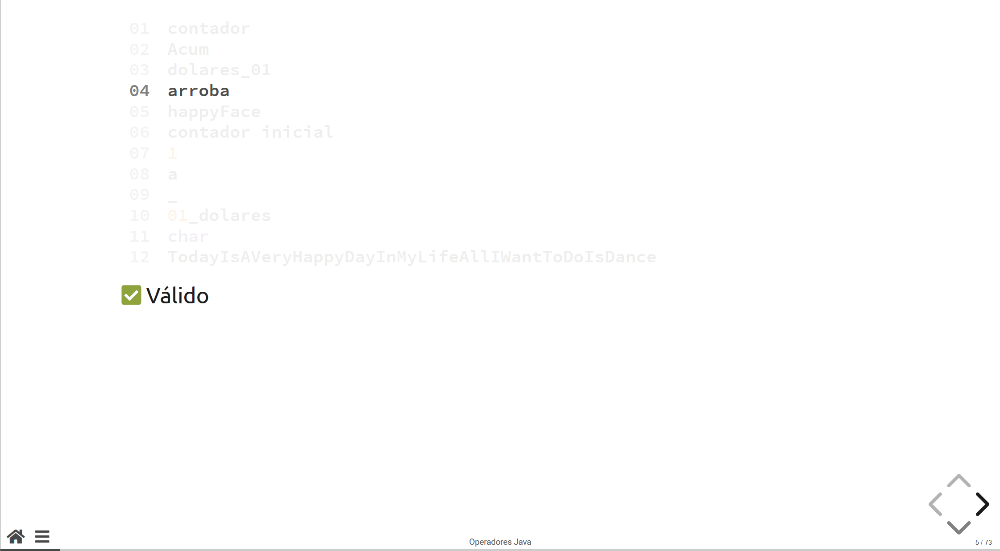 01 contador
02 Acum
03 dolares_01
04 arroba
05 happyFace
06 contador inicial
07 1
08 a
09 _
10 01_dolares
11 char
12 TodayIsAVeryHappyDayInMyLifeAllIWantToDoIsDance
✅ Válido
Operadores Java
5 / 73